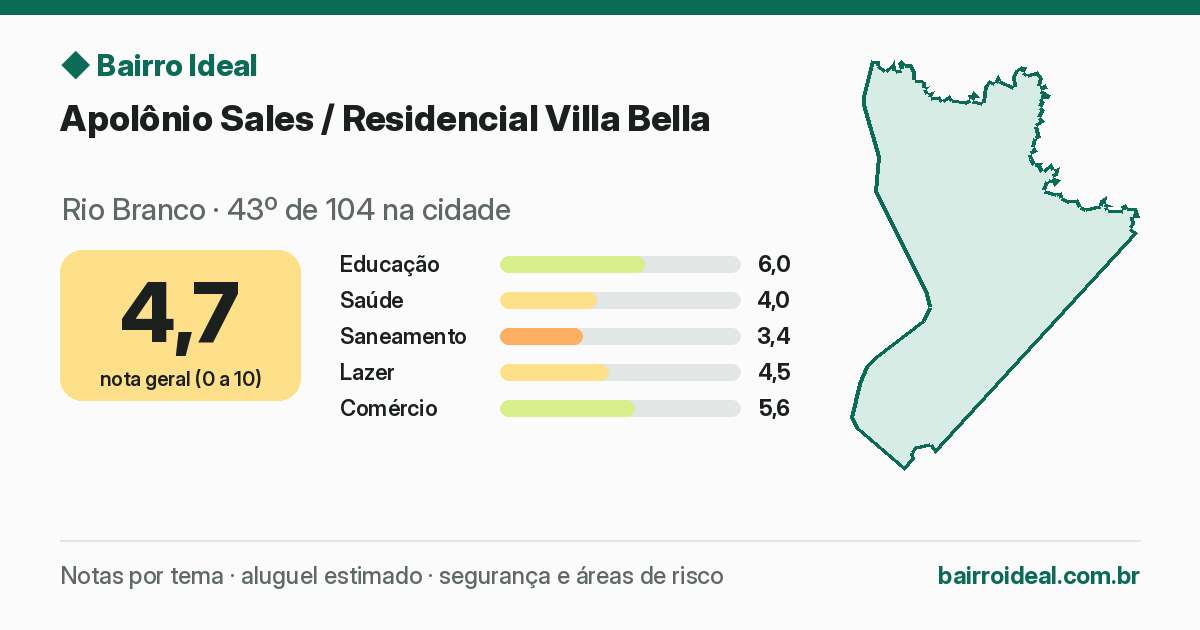 Bairro Ideal
Apolônio Sales / Residencial Villa Bella
Rio Branco · 43º de 104 na cidade
4,7
nota geral (0 a 10)
Educação 6,0
Saúde 4,0
Saneamento 3,4
Lazer 4,5
Comércio 5,6
Notas por tema · aluguel estimado · segurança e áreas de risco
bairroideal.com.br